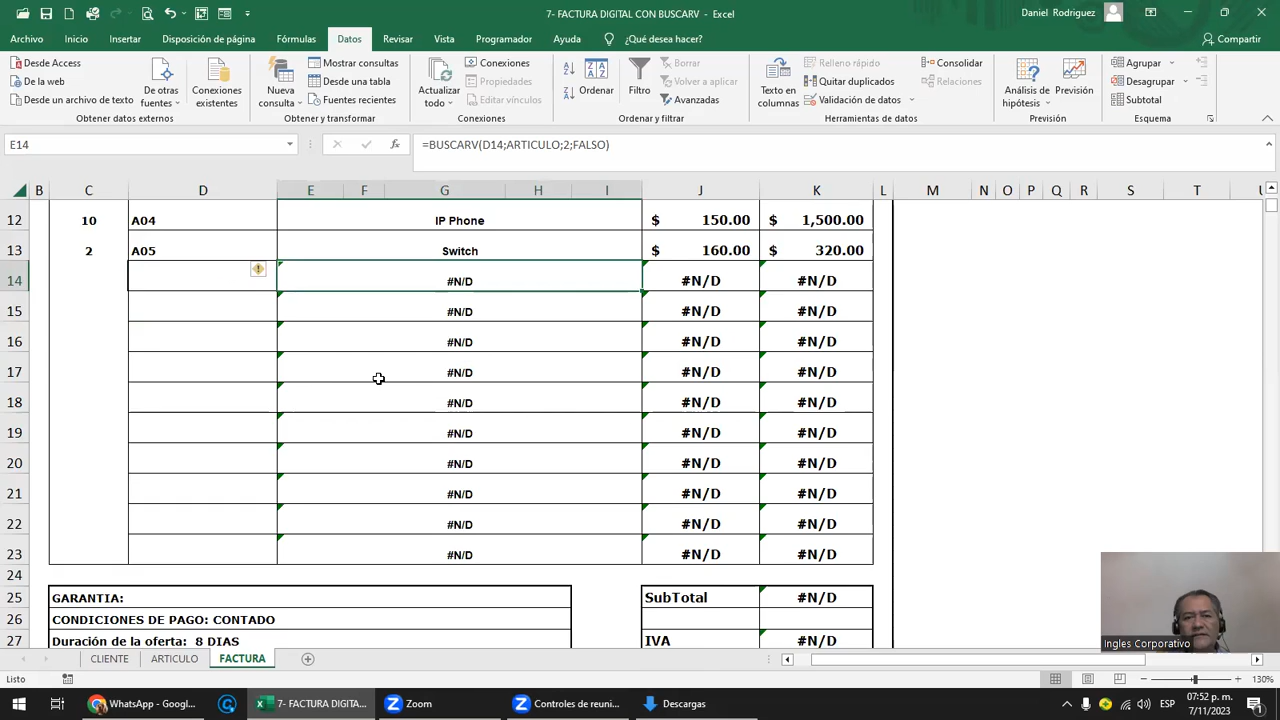 7- FACTURA DIGITAL CON BUSCARV - Excel
Daniel Rodriguez
Archivo Inicio Insertar Disposición de página Fórmulas Datos Revisar Vista Programador Ayuda ¿Qué desea hacer? Compartir
Desde Access
De la web
Desde un archivo de texto
De otras fuentes
Conexiones existentes
Obtener datos externos
Nueva consulta
Mostrar consultas
Desde una tabla
Fuentes recientes
Obtener y transformar
Actualizar todo
Conexiones
Propiedades
Editar vínculos
Conexiones
Ordenar
Filtro
Borrar
Volver a aplicar
Avanzadas
Ordenar y filtrar
Texto en columnas
Relleno rápido
Quitar duplicados
Validación de datos
Consolidar
Relaciones
Herramientas de datos
Análisis de hipótesis
Previsión
Previsión
Agrupar
Desagrupar
Subtotal
Esquema
E14 fx =BUSCARV(D14;ARTICULO;2;FALSO)
B C D E F G H I J K L M N O P Q R S T U
12 10 A04 IP Phone $ 150.00 $ 1,500.00
13 2 A05 Switch $ 160.00 $ 320.00
14 #N/D #N/D #N/D
15 #N/D #N/D #N/D
16 #N/D #N/D #N/D
17 #N/D #N/D #N/D
18 #N/D #N/D #N/D
19 #N/D #N/D #N/D
20 #N/D #N/D #N/D
21 #N/D #N/D #N/D
22 #N/D #N/D #N/D
23 #N/D #N/D #N/D
24
25 GARANTIA: SubTotal #N/D
26 CONDICIONES DE PAGO: CONTADO
27 Duración de la oferta: 8 DIAS IVA #N/D
Ingles Corporativo
CLIENTE ARTICULO FACTURA
Listo 130%
WhatsApp - Googl... 7- FACTURA DIGITA... Zoom Controles de reuni... Descargas ESP 07:52 p. m.
7/11/2023